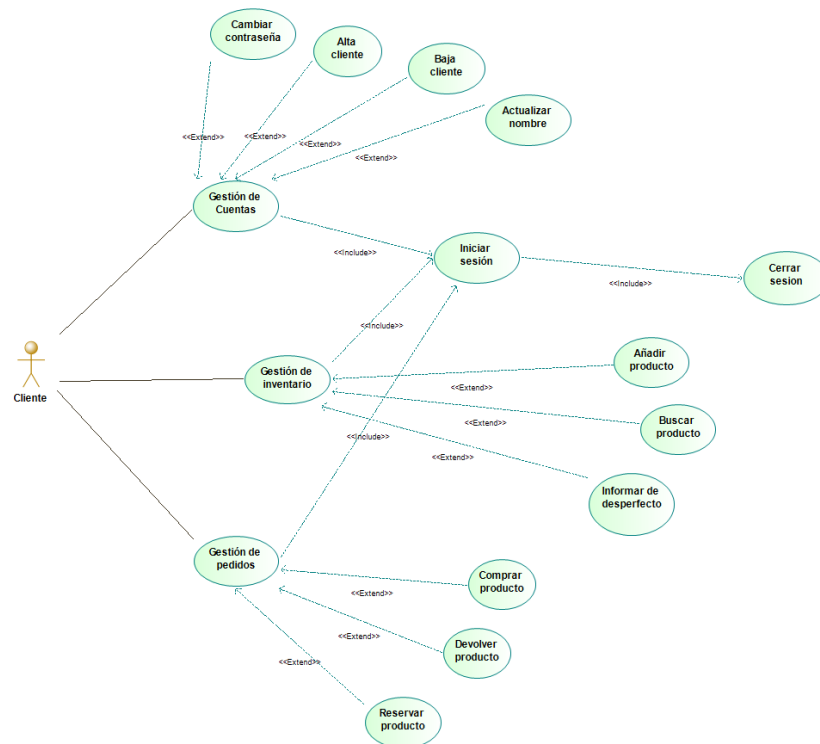 Cambiar
contraseña
Alta
cliente
Baja
cliente
Actualizar
nombre
<<Extend>>
<<Extend>>
<<Extend>>
<<Extend>>
Gestión de
Cuentas
<<Include>>
Iniciar
sesión
<<Include>>
Cerrar
sesion
<<Include>>
Cliente
Gestión de
inventario
Añadir
producto
<<Extend>>
Buscar
producto
<<Extend>>
<<Include>>
<<Extend>>
Informar de
desperfecto
Gestión de
pedidos
Comprar
producto
<<Extend>>
<<Extend>>
Devolver
producto
<<Extend>>
Reservar
producto